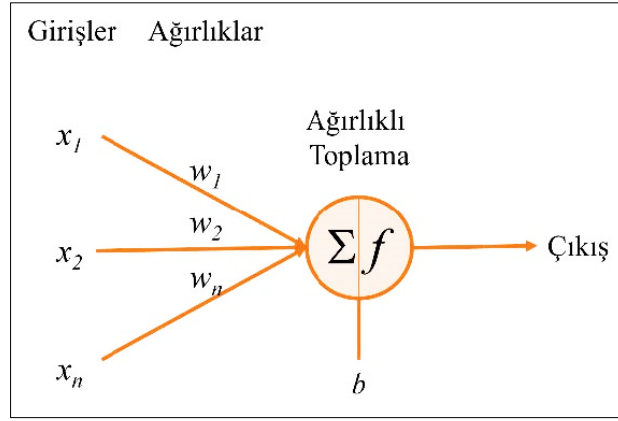 Girişler Ağırlıklar
Ağırlıklı
Toplama
x1
w1
x2
w2
Σ f
Çıkış
wn
xn
b